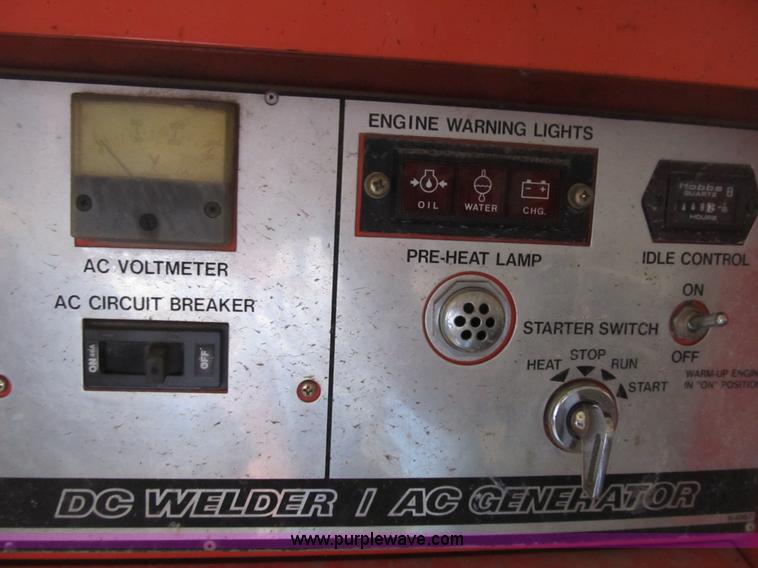 ENGINE WARNING LIGHTS
OIL
WATER
CHG.
Hobbs
QUARTZ
HOURS
V
AC VOLTMETER
PRE-HEAT LAMP
IDLE CONTROL
ON
OFF
AC CIRCUIT BREAKER
ON
OFF
STARTER SWITCH
HEAT STOP RUN START
WARM-UP ENGIN
IN "ON" POSITION
DC WELDER / AC GENERATOR
www.purplewave.com